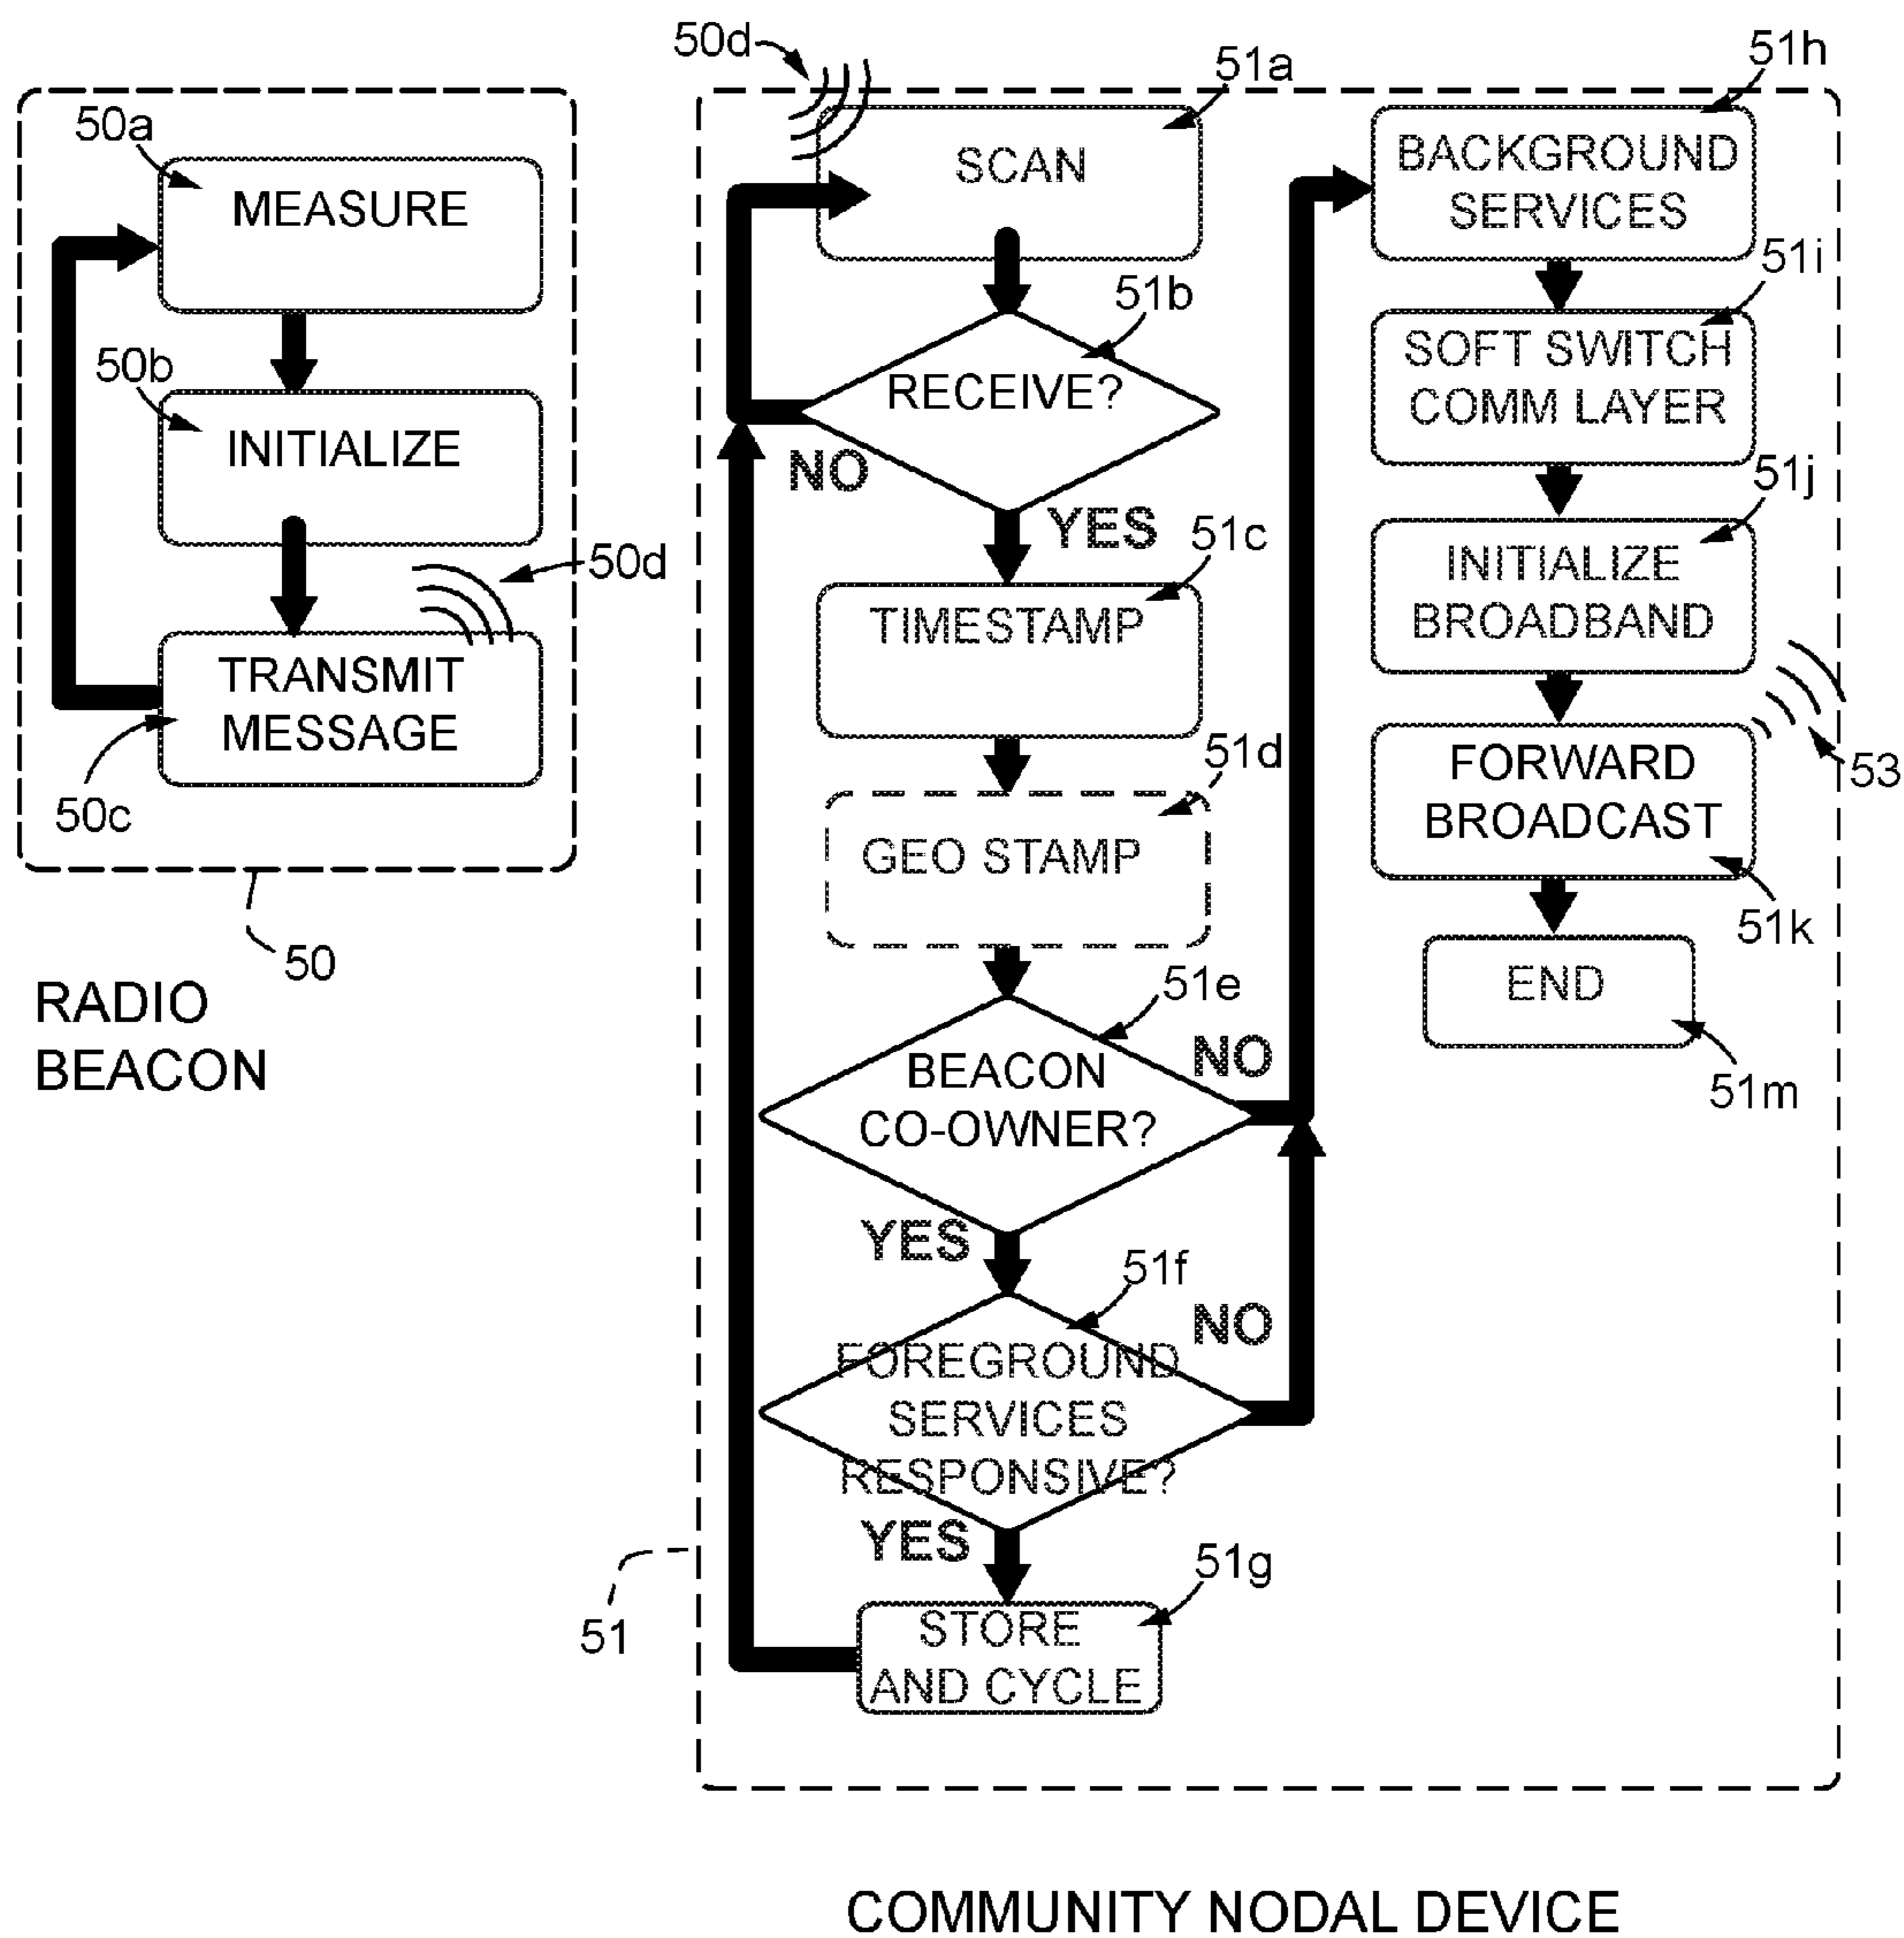 50a
MEASURE
50b
INITIALIZE
50d
TRANSMIT
MESSAGE
50c
50
RADIO
BEACON
50d
51a
SCAN
51b
RECEIVE?
NO
YES
51c
TIMESTAMP
51d
GEO STAMP
51e
BEACON
CO-OWNER?
NO
YES
51f
NO
FOREGROUND
SERVICES
RESPONSIVE?
YES
51g
STORE
AND CYCLE
51
51h
BACKGROUND
SERVICES
51i
SOFT SWITCH
COMM LAYER
51j
INITIALIZE
BROADBAND
53
FORWARD
BROADCAST
51k
END
51m
COMMUNITY NODAL DEVICE